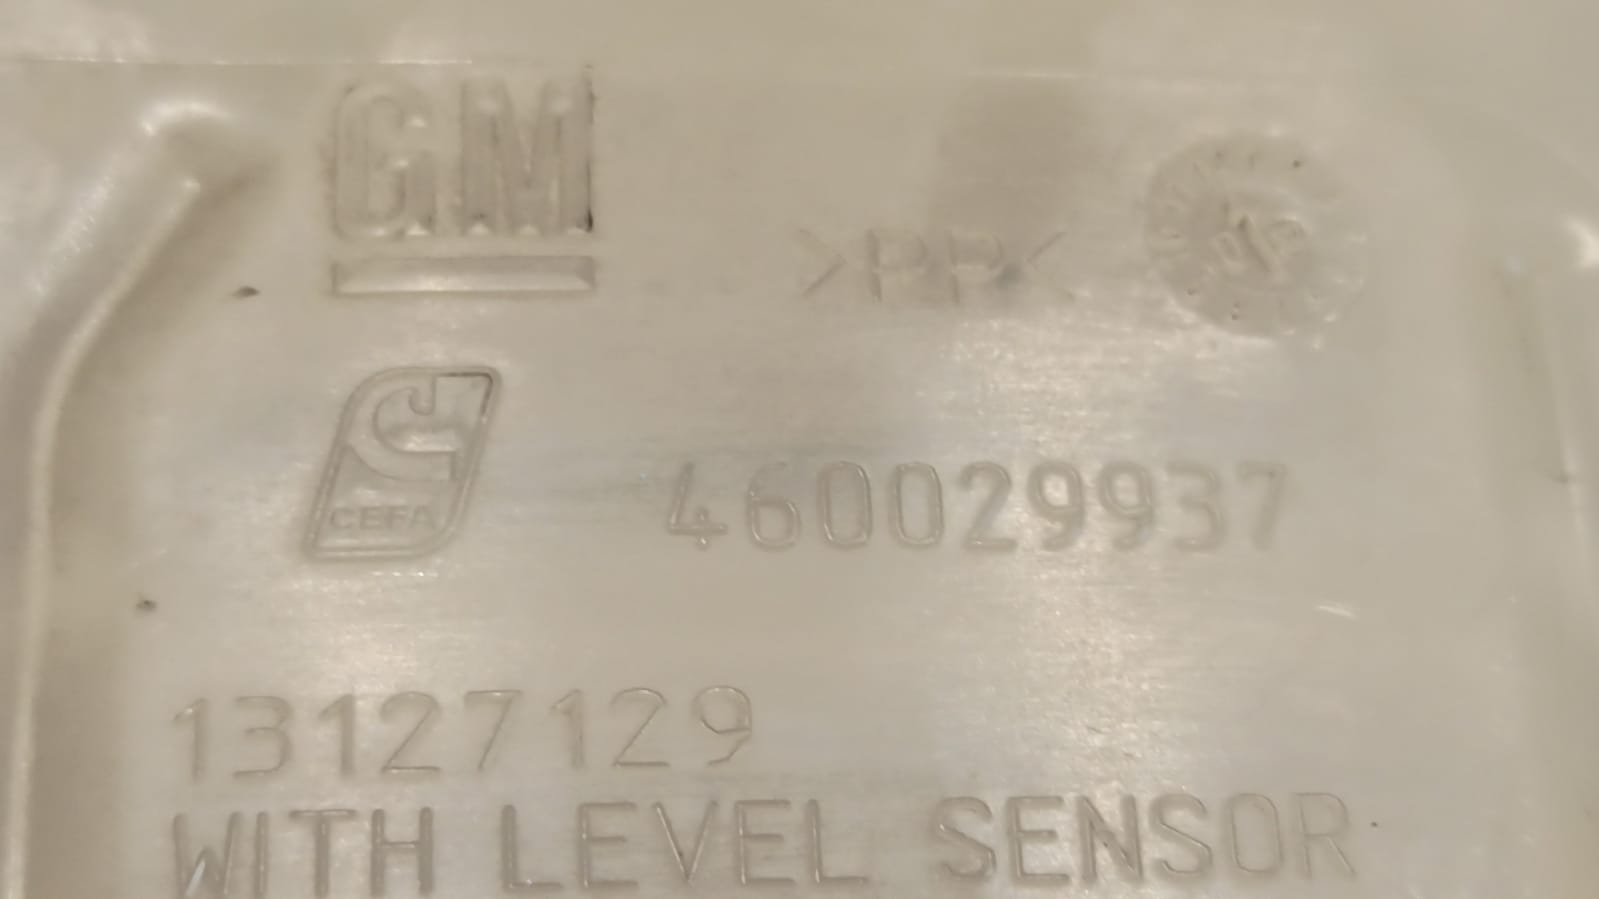 GM
>PP<
CEFA
460029937
13127129
WITH LEVEL SENSOR